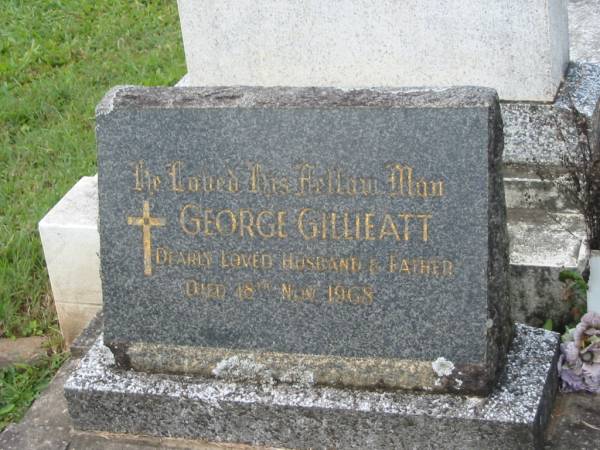 He Loved His Fellow Man
GEORGE GILLIEATT
DEARLY LOVED HUSBAND & FATHER
DIED 18TH NOV. 1968